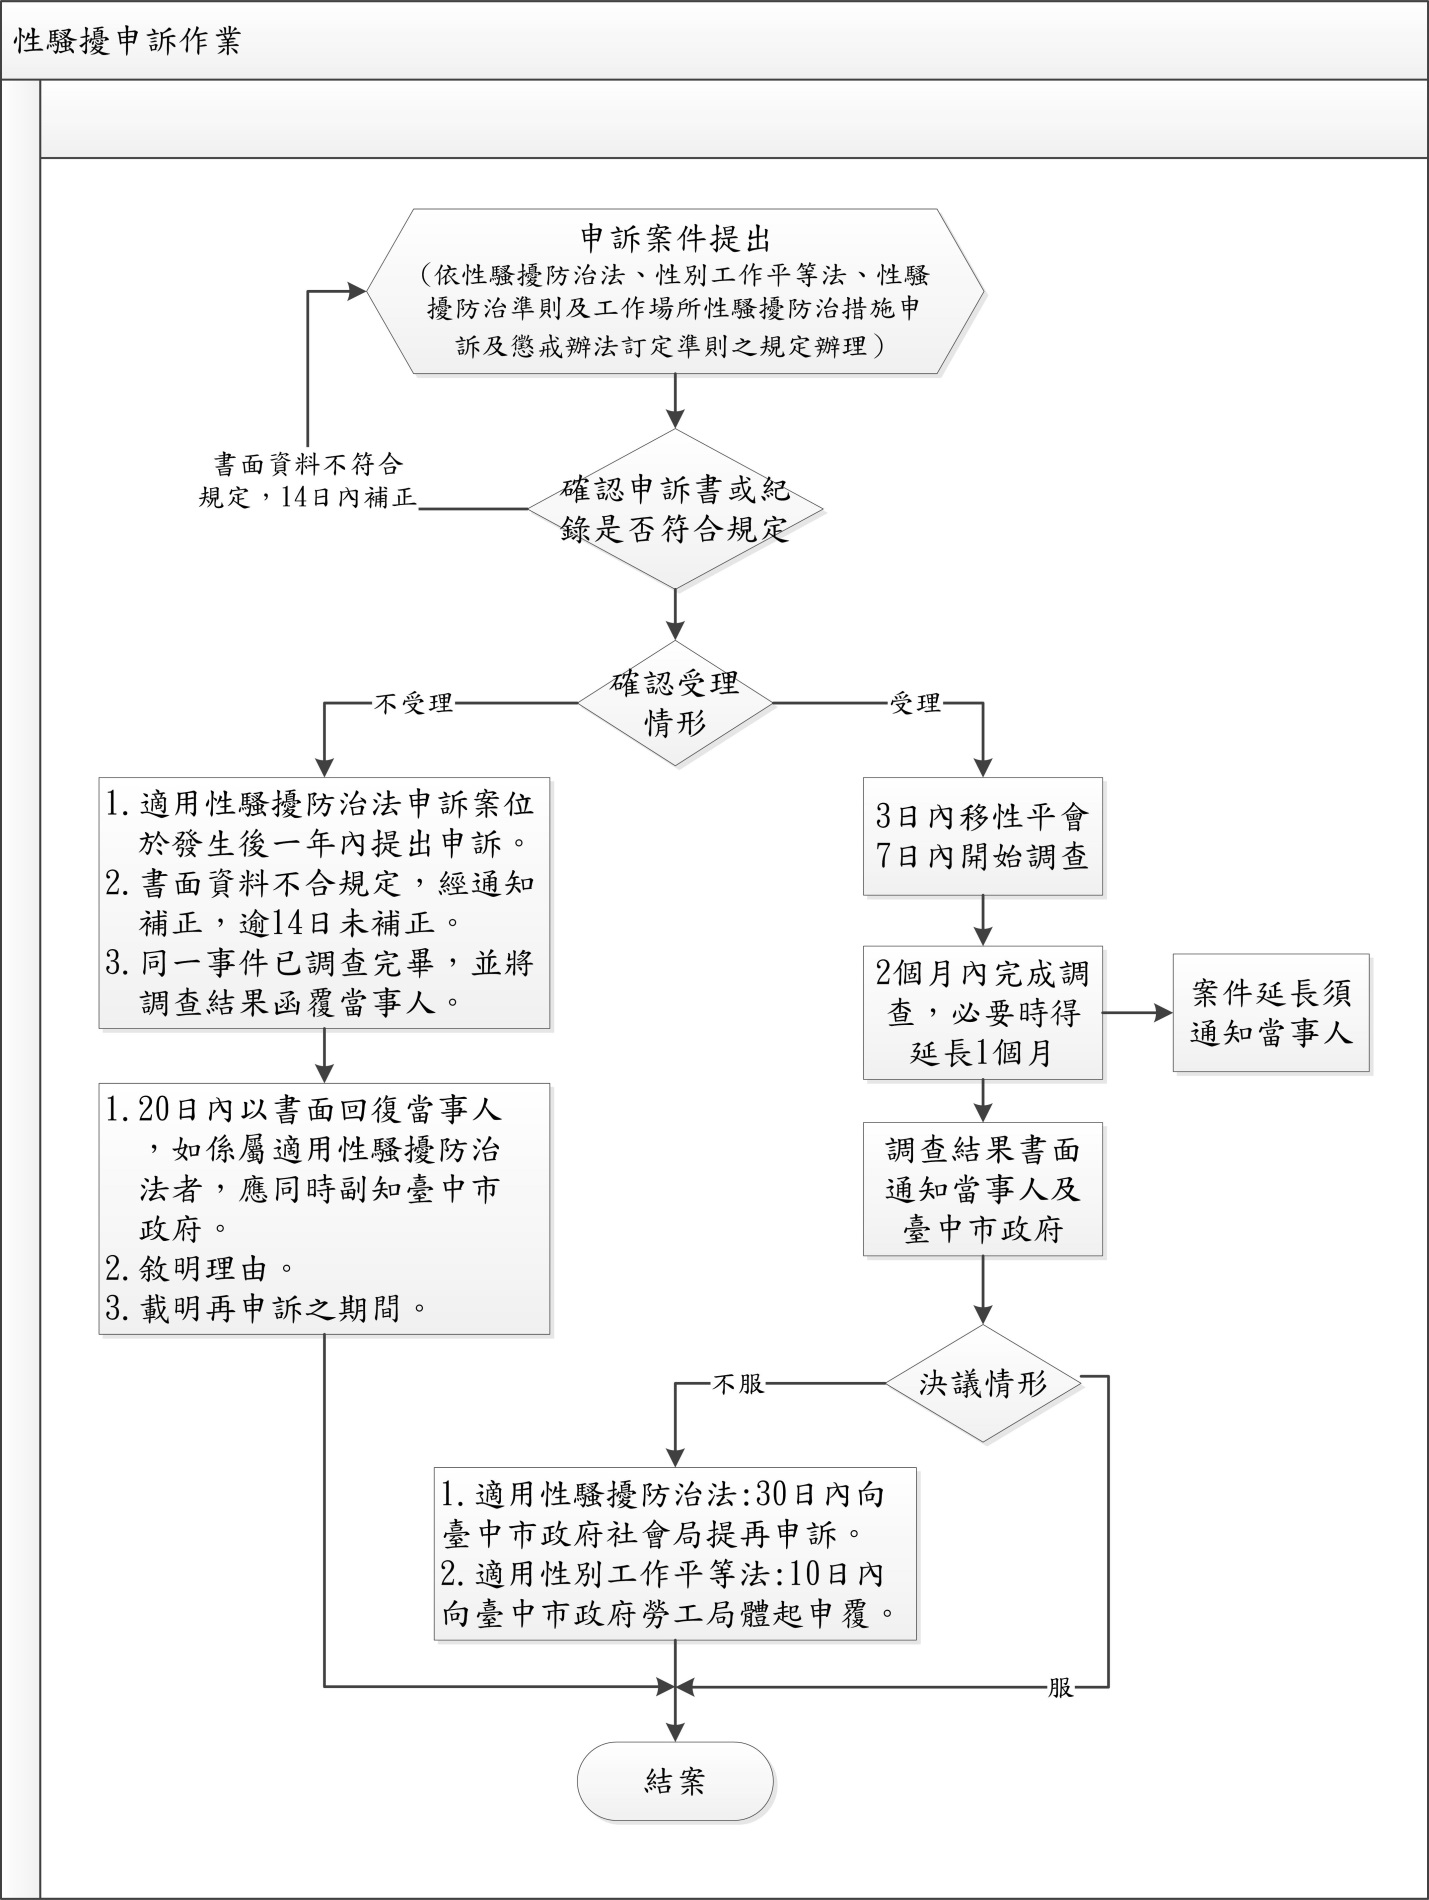 性騷擾申訴作業
申訴案件提出
（依性騷擾防治法、性別工作平等法、性騷
擾防治準則及工作場所性騷擾防治措施申
訴及懲戒辦法訂定準則之規定辦理）
書面資料不符合
規定，14日內補正
確認申訴書或紀
錄是否符合規定
確認受理
情形
不受理
受理
1. 適用性騷擾防治法申訴案位
於發生後一年內提出申訴。
2. 書面資料不合規定，經通知
補正，逾14日未補正。
3. 同一事件已調查完畢，並將
調查結果函覆當事人。
3日內移性平會
7日內開始調查
2個月內完成調
查，必要時得
延長1個月
案件延長須
通知當事人
1. 20日內以書面回復當事人
，如係屬適用性騷擾防治
法者，應同時副知臺中市
政府。
2. 敘明理由。
3. 載明再申訴之期間。
調查結果書面
通知當事人及
臺中市政府
決議情形
不服
1. 適用性騷擾防治法:30日內向
臺中市政府社會局提再申訴。
2. 適用性別工作平等法:10日內
向臺中市政府勞工局體起申覆。
服
結案